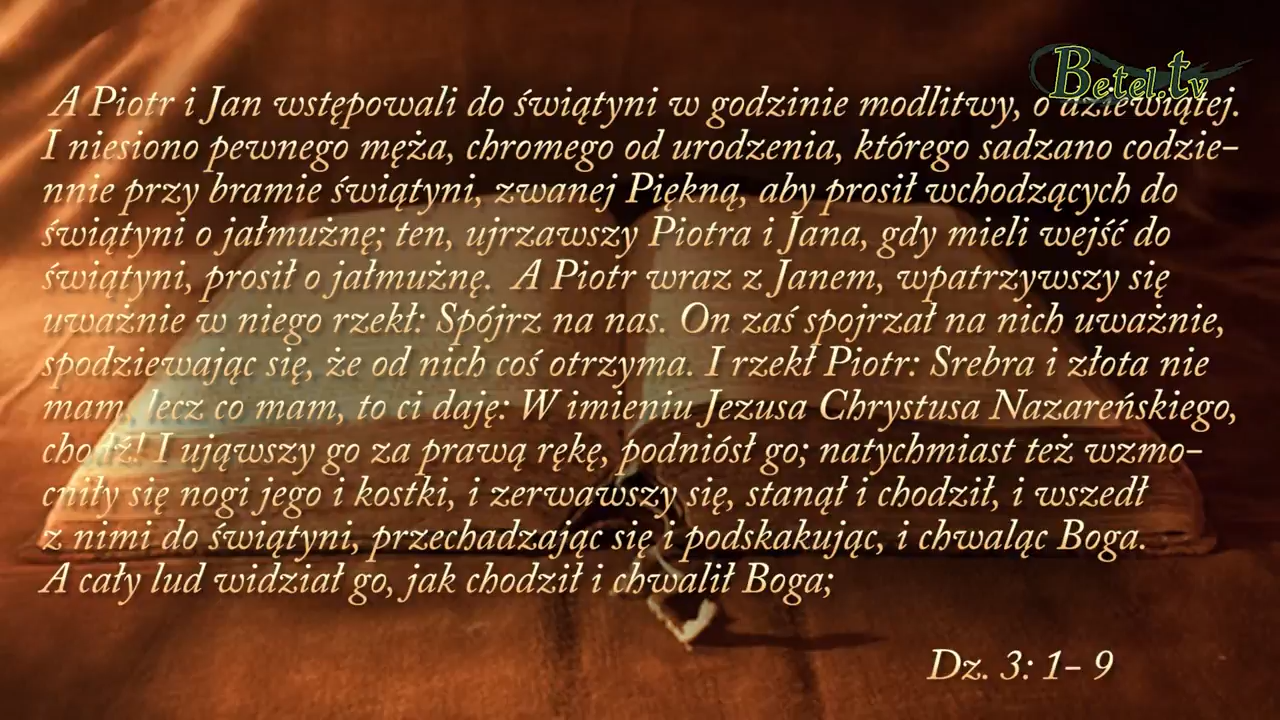 Betel.tv
A Piotr i Jan wstępowali do świątyni w godzinie modlitwy, o dziewiątej.
I niesiono pewnego męża, chromego od urodzenia, którego sadzano codzie-
nnie przy bramie świątyni, zwanej Piękną, aby prosił wchodzących do
świątyni o jałmużnę; ten, ujrzawszy Piotra i Jana, gdy mieli wejść do
świątyni, prosił o jałmużnę. A Piotr wraz z Janem, wpatrzywszy się
uważnie w niego rzekł: Spójrz na nas. On zaś spojrzał na nich uważnie,
spodziewając się, że od nich coś otrzyma. I rzekł Piotr: Srebra i złota nie
mam, lecz co mam, to ci daję: W imieniu Jezusa Chrystusa Nazareńskiego,
chodź! I ująwszy go za prawą rękę, podniósł go; natychmiast też wzmo-
cniły się nogi jego i kostki, i zerwawszy się, stanął i chodził, i wszedł
z nimi do świątyni, przechadzając się i podskakując, i chwaląc Boga.
A cały lud widział go, jak chodził i chwalił Boga;
Dz. 3: 1- 9